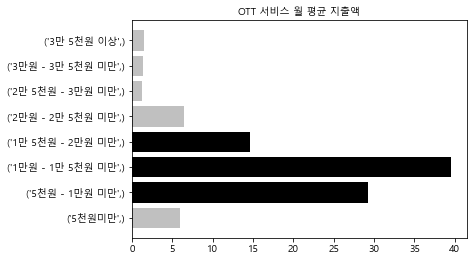 OTT 서비스 월 평균 지출액
('3만 5천원 이상',)
('3만원 - 3만 5천원 미만',)
('2만 5천원 - 3만원 미만',)
('2만원 - 2만 5천원 미만',)
('1만 5천원 - 2만원 미만',)
('1만원 - 1만 5천원 미만',)
('5천원 - 1만원 미만',)
('5천원미만',)
0 5 10 15 20 25 30 35 40